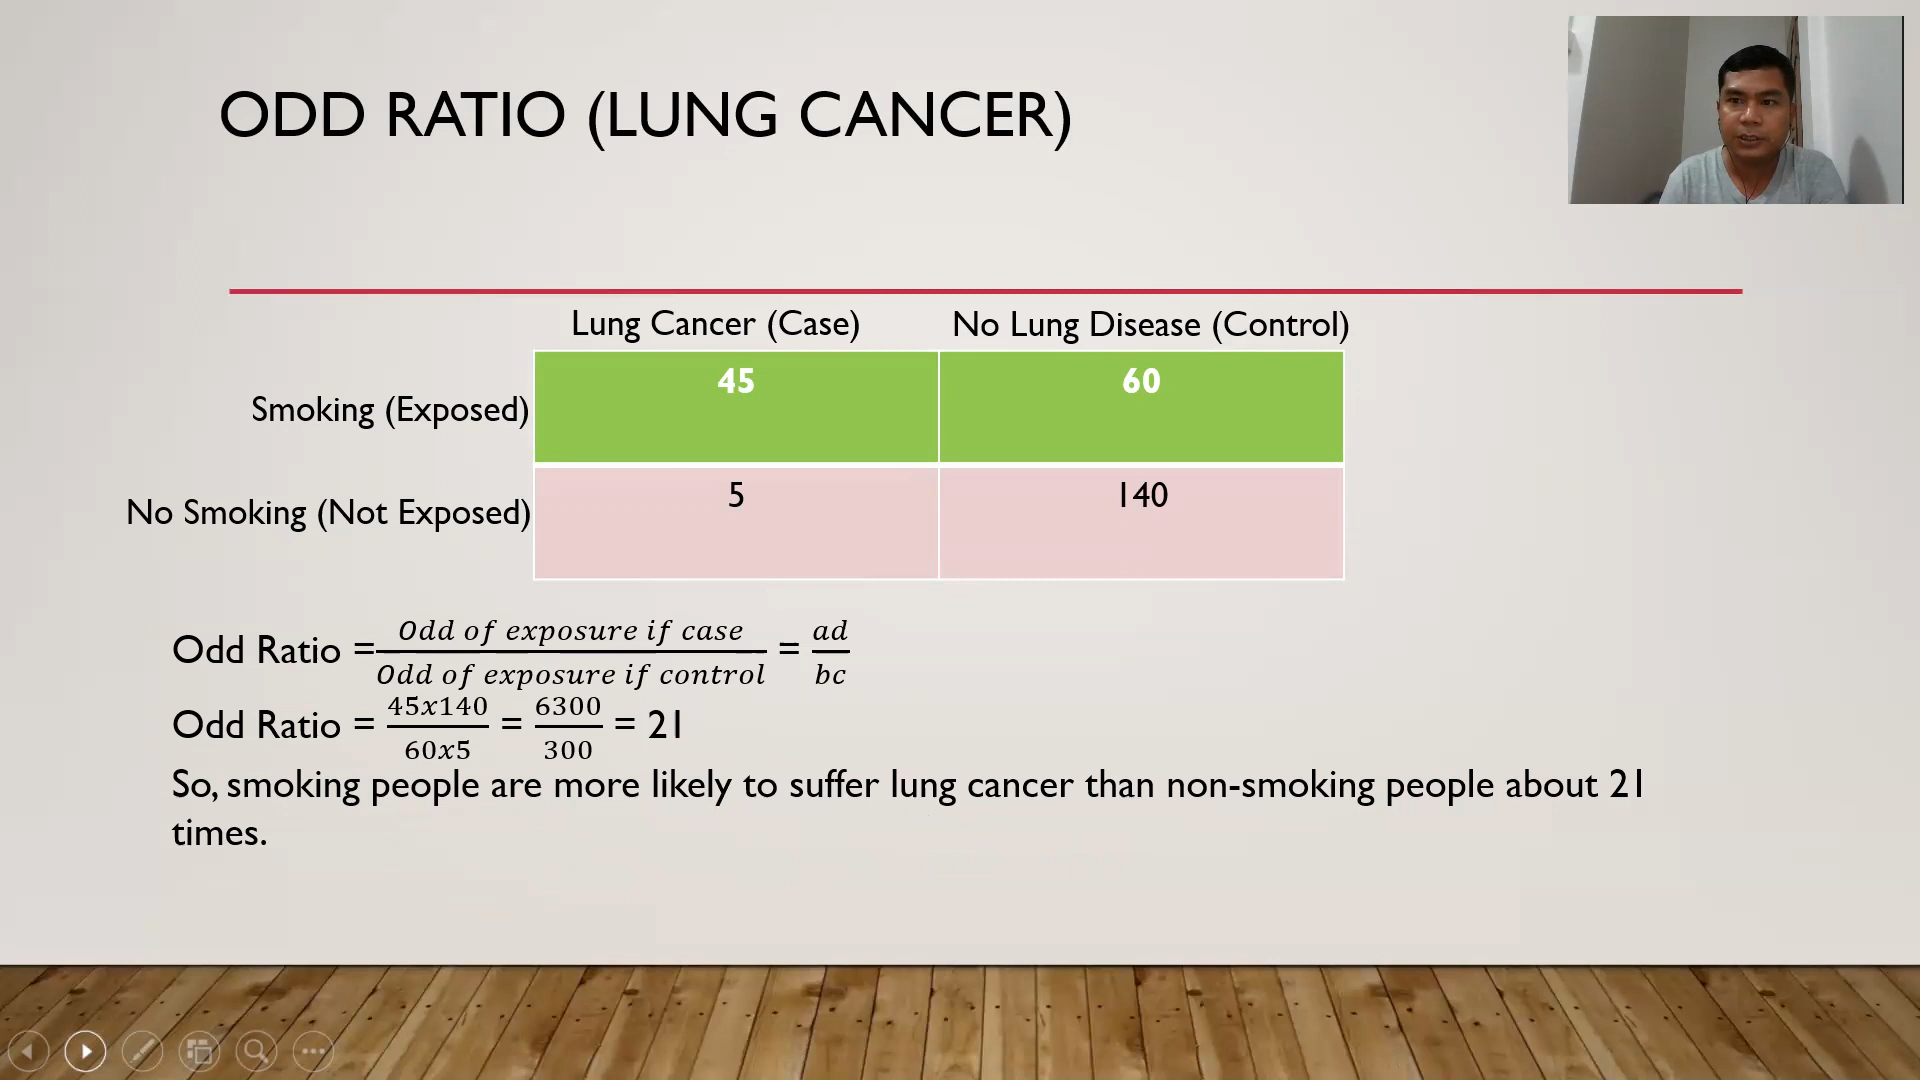 ODD RATIO (LUNG CANCER)
Lung Cancer (Case) No Lung Disease (Control)
Smoking (Exposed) 45 60
No Smoking (Not Exposed) 5 140
Odd Ratio = Odd of exposure if case / Odd of exposure if control = ad / bc
Odd Ratio = 45x140 / 60x5 = 6300 / 300 = 21
So, smoking people are more likely to suffer lung cancer than non-smoking people about 21
times.